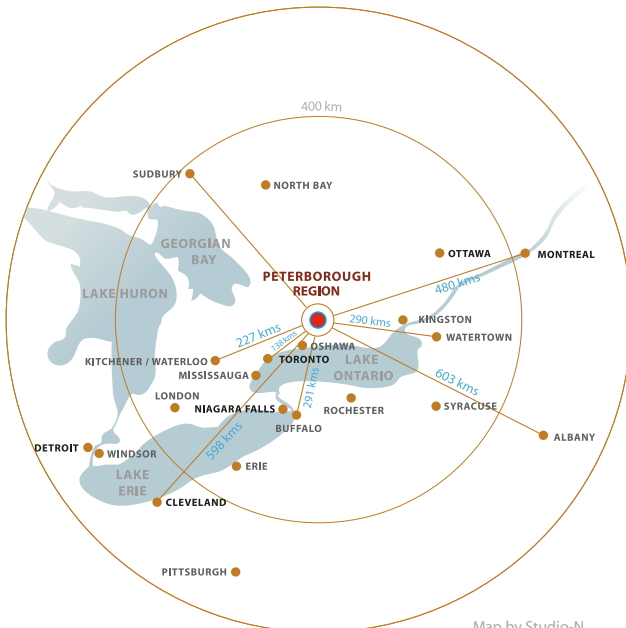 400 km
SUDBURY
NORTH BAY
GEORGIAN
BAY
OTTAWA
MONTREAL
PETERBOROUGH
REGION
480 kms
LAKE HURON
290 kms
KINGSTON
227 kms
138 kms
WATERTOWN
OSHAWA
KITCHENER / WATERLOO
TORONTO
LAKE
ONTARIO
MISSISSAUGA
603 kms
LONDON
291 kms
NIAGARA FALLS
ROCHESTER
SYRACUSE
BUFFALO
598 kms
ALBANY
DETROIT
WINDSOR
ERIE
LAKE
ERIE
CLEVELAND
PITTSBURGH
Map by Studio-N